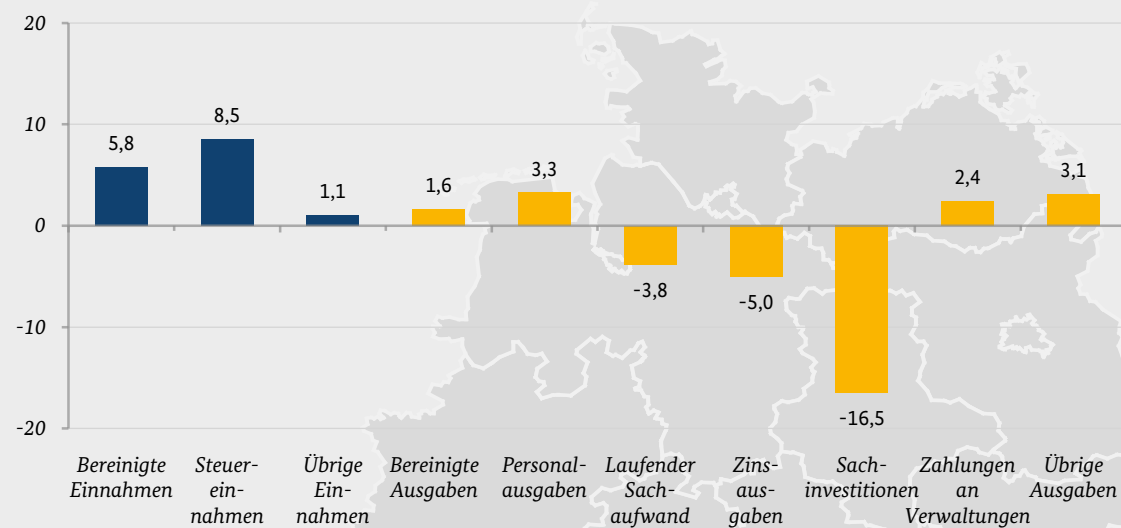 20
10
0
-10
-20
5,8
8,5
1,1
1,6
3,3
-3,8
-5,0
-16,5
2,4
3,1
Bereinigte
Einnahmen
Steuer-
ein-
nahmen
Übrige
Ein-
nahmen
Bereinigte
Ausgaben
Personal-
ausgaben
Laufender
Sach-
aufwand
Zins-
aus-
gaben
Sach-
investitionen
Zahlungen
an
Verwaltungen
Übrige
Ausgaben